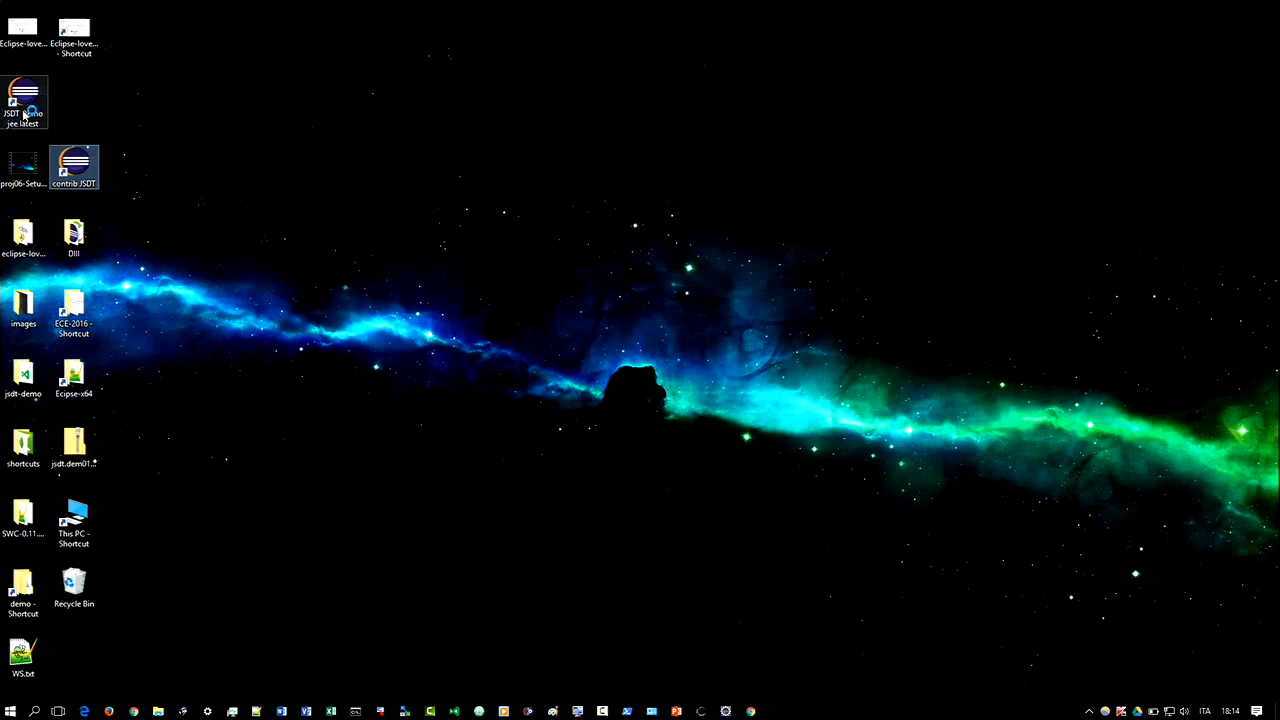 Eclipse-love...
Eclipse-love...
- Shortcut
JSDT Demo
jee latest
proj06-Setu...
contrib JSDT
eclipse-lov...
DIII
images
ECE-2016 -
Shortcut
jsdt-demo
Ecipse-x64
shortcuts
jsdt.dem01...
SWC-0.11....
This PC -
Shortcut
demo -
Shortcut
Recycle Bin
WS.txt
ITA
18:14